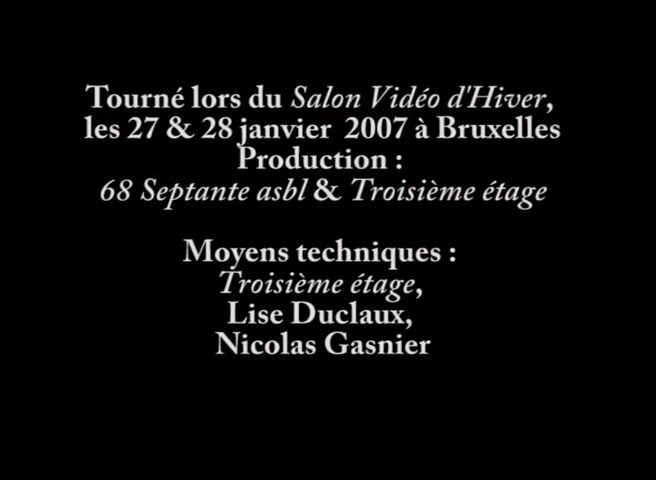 Tourné lors du Salon Vidéo d'Hiver,
les 27 & 28 janvier 2007 à Bruxelles
Production :
68 Septante asbl & Troisième étage
Moyens techniques :
Troisième étage,
Lise Duclaux,
Nicolas Gasnier